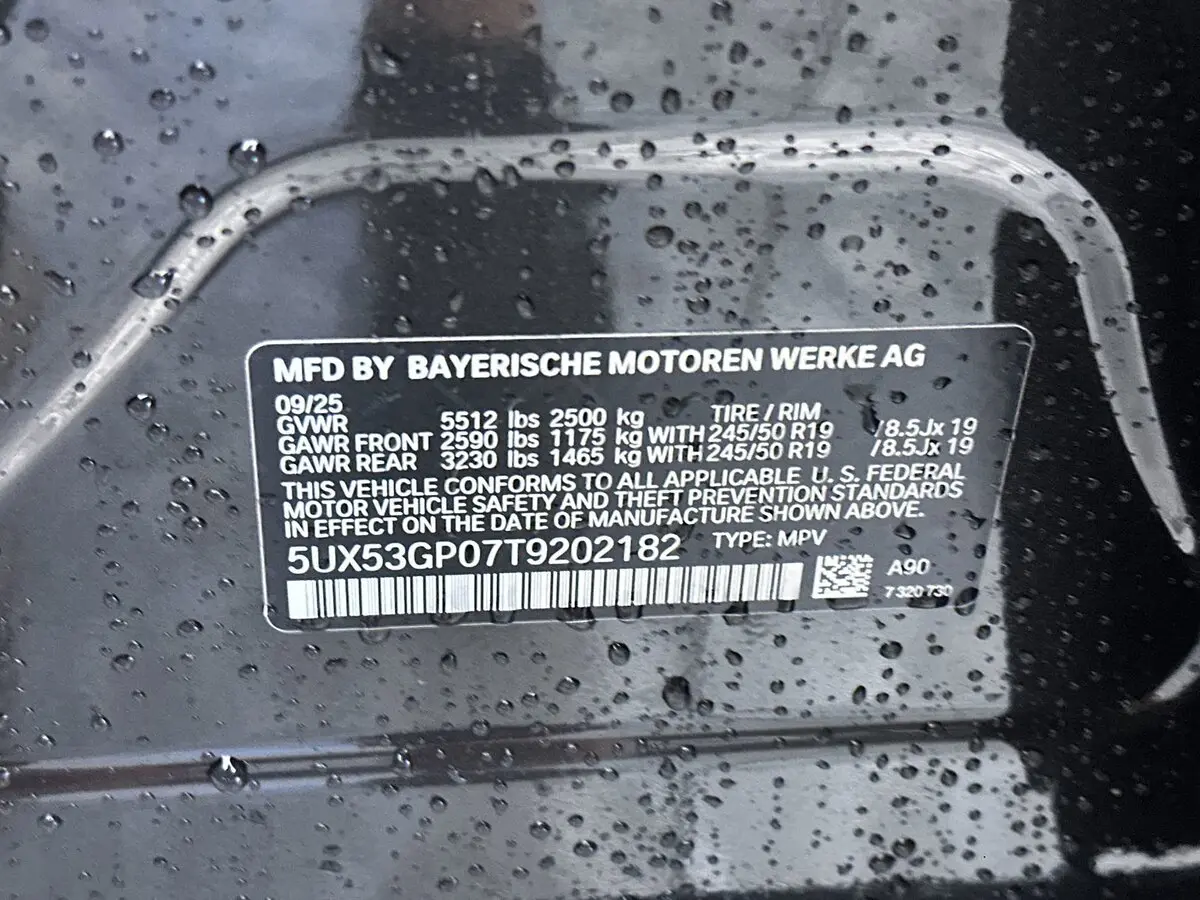 MFD BY BAYERISCHE MOTOREN WERKE AG
09/25
GVWR 5512 lbs 2500 kg TIRE / RIM
GAWR FRONT 2590 lbs 1175 kg WITH 245/50 R19 /8.5Jx 19
GAWR REAR 3230 lbs 1465 kg WITH 245/50 R19 /8.5Jx 19
THIS VEHICLE CONFORMS TO ALL APPLICABLE U. S. FEDERAL
MOTOR VEHICLE SAFETY AND THEFT PREVENTION STANDARDS
IN EFFECT ON THE DATE OF MANUFACTURE SHOWN ABOVE.
5UX53GP07T9202182 TYPE: MPV
A90
7 320 730